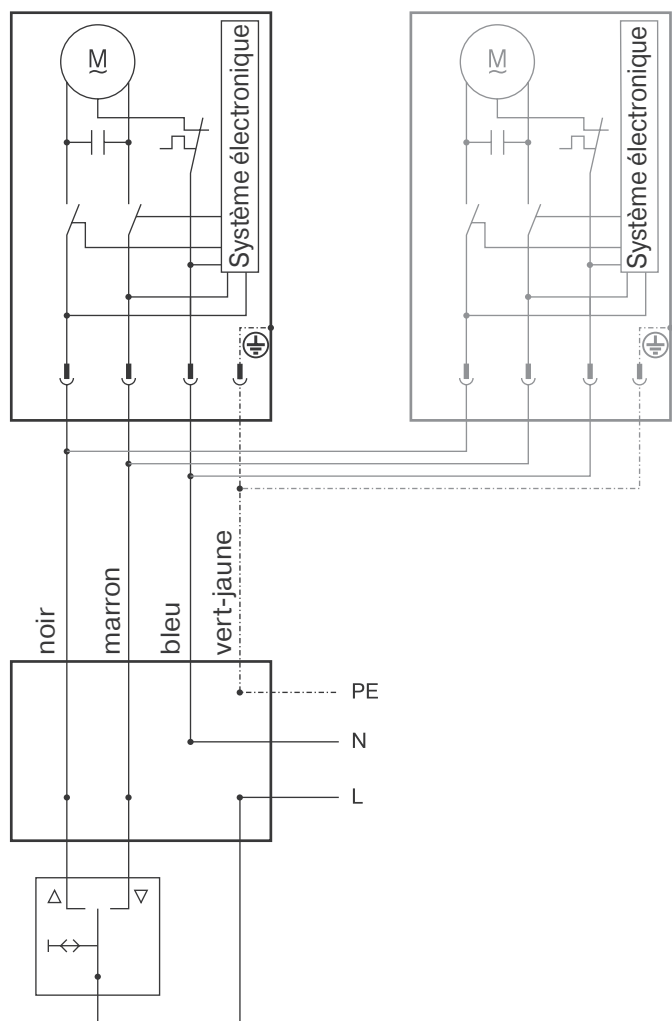 M
~
Système électronique
M
~
Système électronique
noir
marron
bleu
vert-jaune
PE
N
L